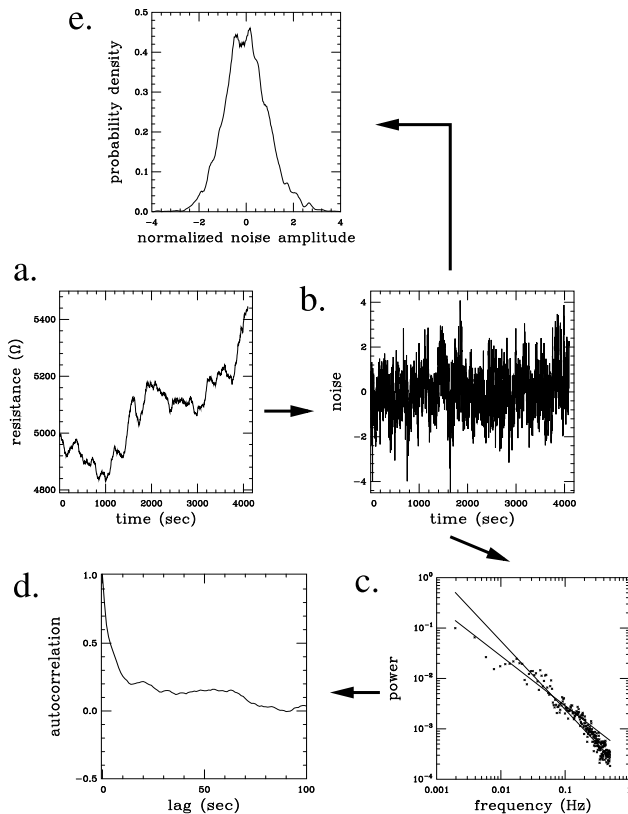 e.
probability density
0.5
0.4
0.3
0.2
0.1
0.0
−4 −2 0 2 4
normalized noise amplitude
a.
resistance (Ω)
5400
5200
5000
4800
0 1000 2000 3000 4000
time (sec)
b.
noise
4
2
0
−2
−4
0 1000 2000 3000 4000
time (sec)
d.
autocorrelation
1.0
0.5
0.0
−0.5
0 50 100
lag (sec)
c.
power
10⁰
10⁻¹
10⁻²
10⁻³
10⁻⁴
0.001 0.01 0.1
frequency (Hz)